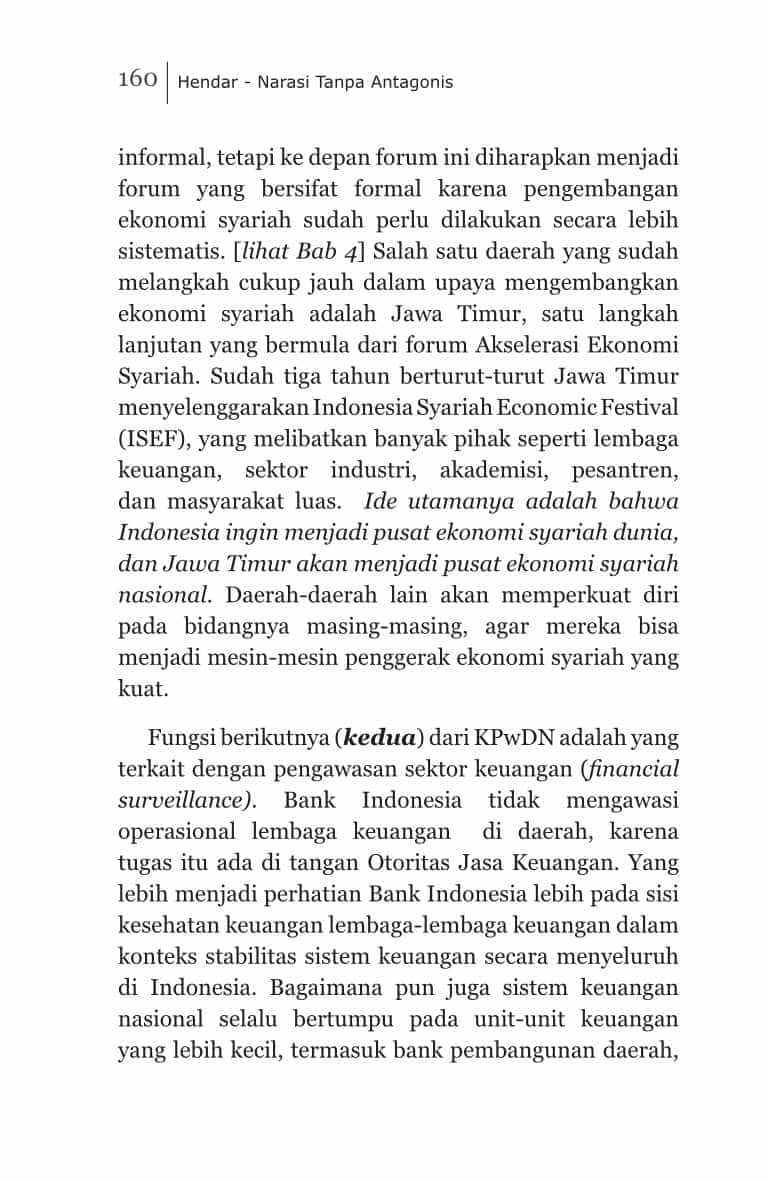 160 Hendar - Narasi Tanpa Antagonis
informal, tetapi ke depan forum ini diharapkan menjadi
forum yang bersifat formal karena pengembangan
ekonomi syariah sudah perlu dilakukan secara lebih
sistematis. [lihat Bab 4] Salah satu daerah yang sudah
melangkah cukup jauh dalam upaya mengembangkan
ekonomi syariah adalah Jawa Timur, satu langkah
lanjutan yang bermula dari forum Akselerasi Ekonomi
Syariah. Sudah tiga tahun berturut-turut Jawa Timur
menyelenggarakan Indonesia Syariah Economic Festival
(ISEF), yang melibatkan banyak pihak seperti lembaga
keuangan, sektor industri, akademisi, pesantren,
dan masyarakat luas. Ide utamanya adalah bahwa
Indonesia ingin menjadi pusat ekonomi syariah dunia,
dan Jawa Timur akan menjadi pusat ekonomi syariah
nasional. Daerah-daerah lain akan memperkuat diri
pada bidangnya masing-masing, agar mereka bisa
menjadi mesin-mesin penggerak ekonomi syariah yang
kuat.
Fungsi berikutnya (kedua) dari KPwDN adalah yang
terkait dengan pengawasan sektor keuangan (financial
surveillance). Bank Indonesia tidak mengawasi
operasional lembaga keuangan di daerah, karena
tugas itu ada di tangan Otoritas Jasa Keuangan. Yang
lebih menjadi perhatian Bank Indonesia lebih pada sisi
kesehatan keuangan lembaga-lembaga keuangan dalam
konteks stabilitas sistem keuangan secara menyeluruh
di Indonesia. Bagaimana pun juga sistem keuangan
nasional selalu bertumpu pada unit-unit keuangan
yang lebih kecil, termasuk bank pembangunan daerah,